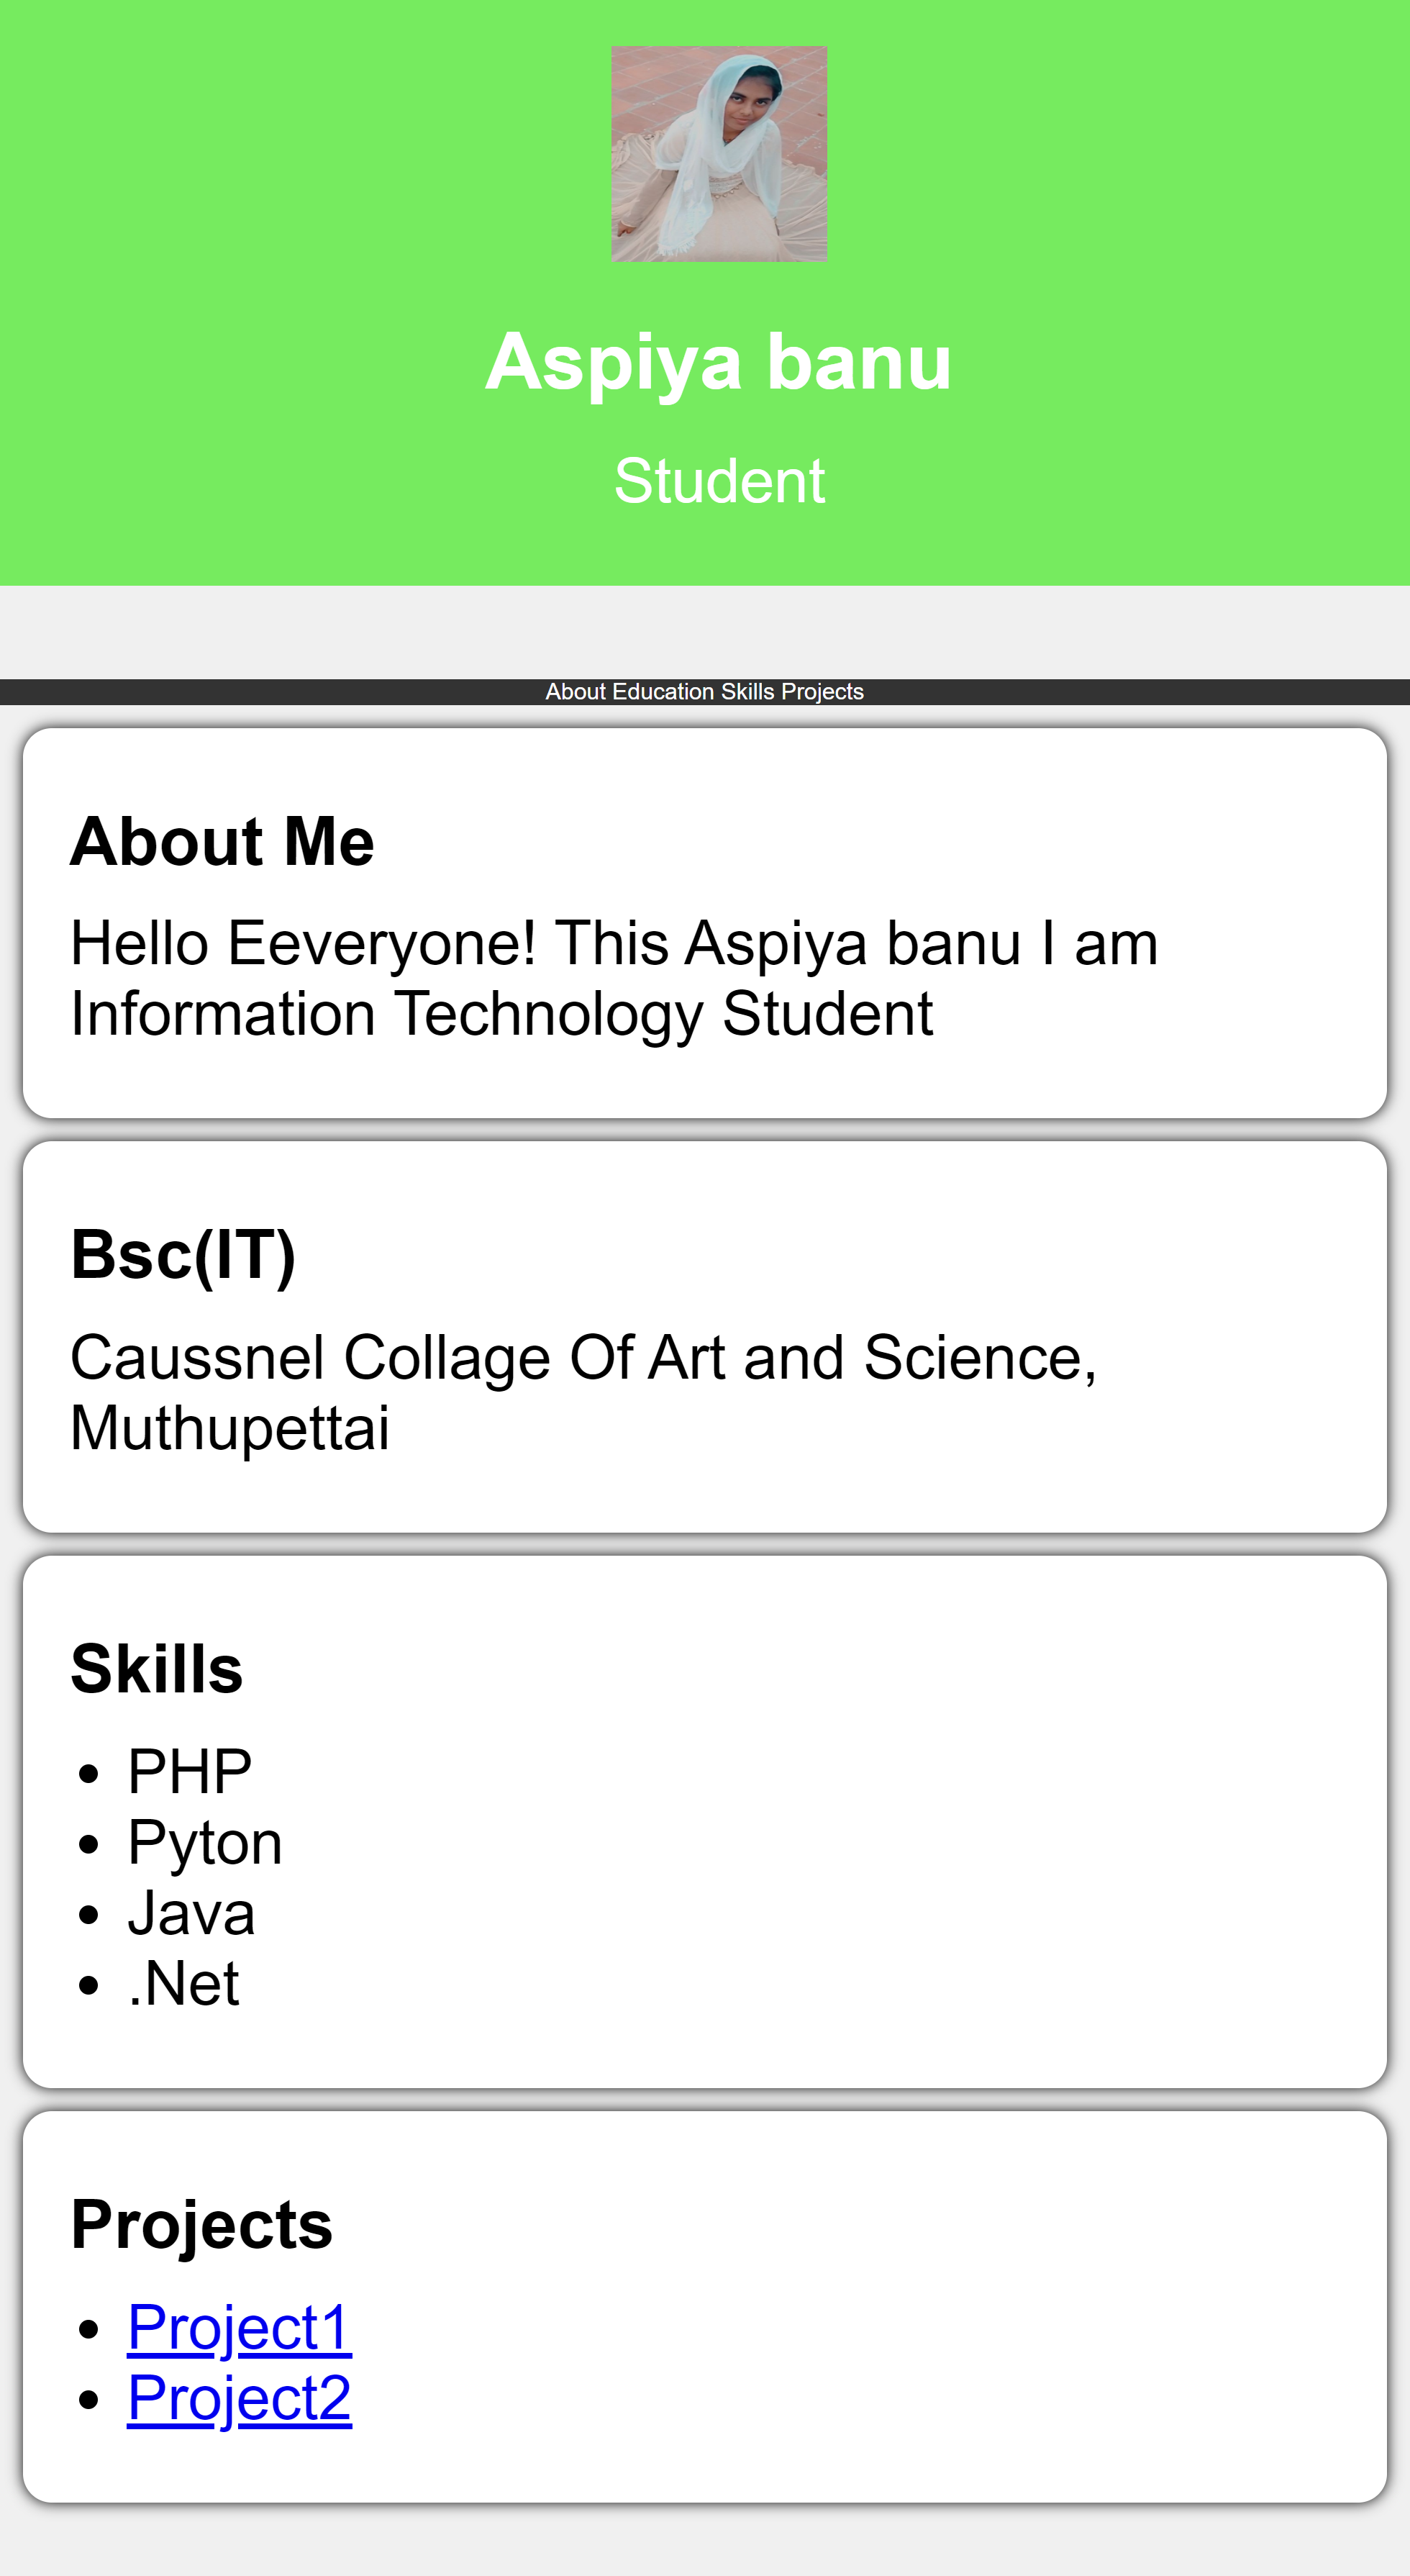 Aspiya banu
Student
About Education Skills Projects
About Me
Hello Eeveryone! This Aspiya banu I am
Information Technology Student
Bsc(IT)
Caussnel Collage Of Art and Science,
Muthupettai
Skills
• PHP
• Pyton
• Java
• .Net
Projects
• Project1
• Project2